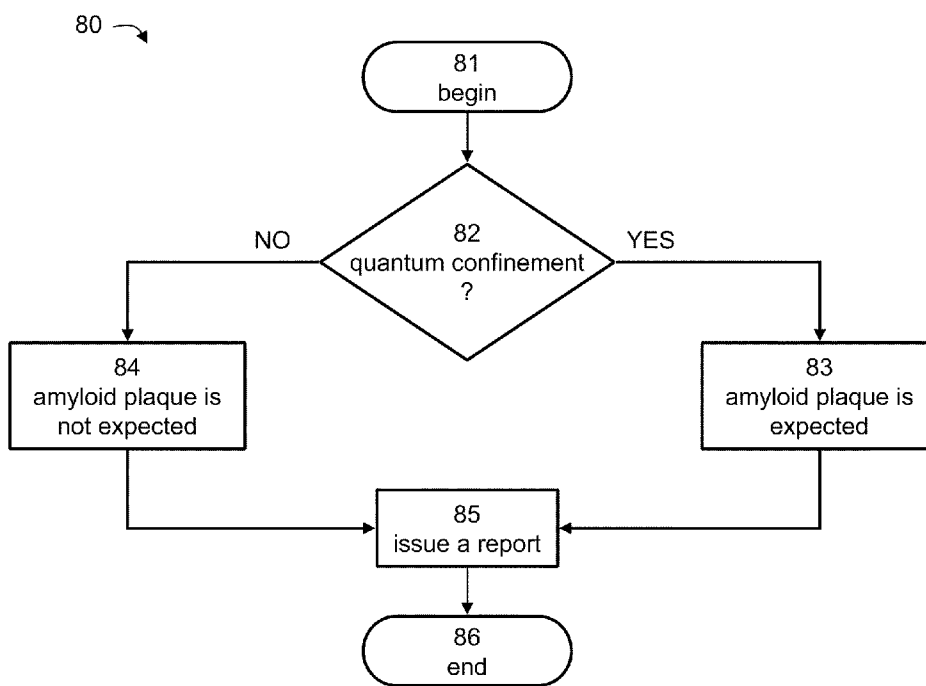 80
81
begin
82
quantum confinement
?
NO
YES
84
amyloid plaque is
not expected
83
amyloid plaque is
expected
85
issue a report
86
end